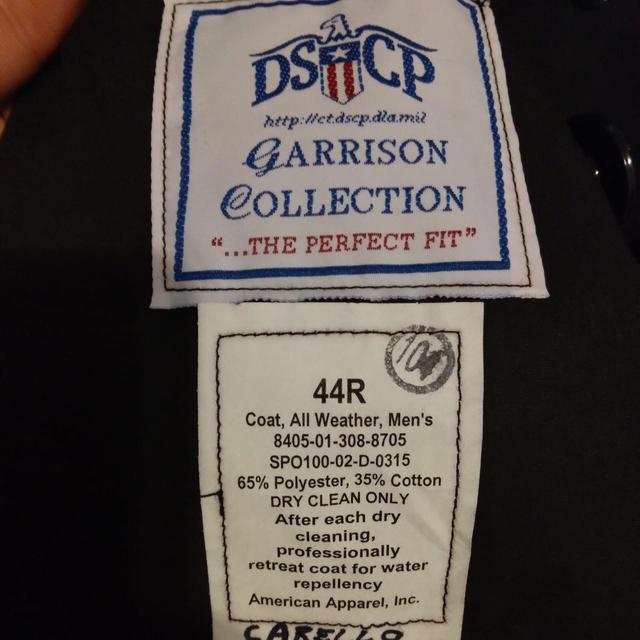 DSCP
http://ct.dscp.dla.mil
GARRISON
COLLECTION
"...THE PERFECT FIT"
44R
Coat, All Weather, Men's
8405-01-308-8705
SPO100-02-D-0315
65% Polyester, 35% Cotton
DRY CLEAN ONLY
After each dry
cleaning,
professionally
retreat coat for water
repellency
American Apparel, Inc.